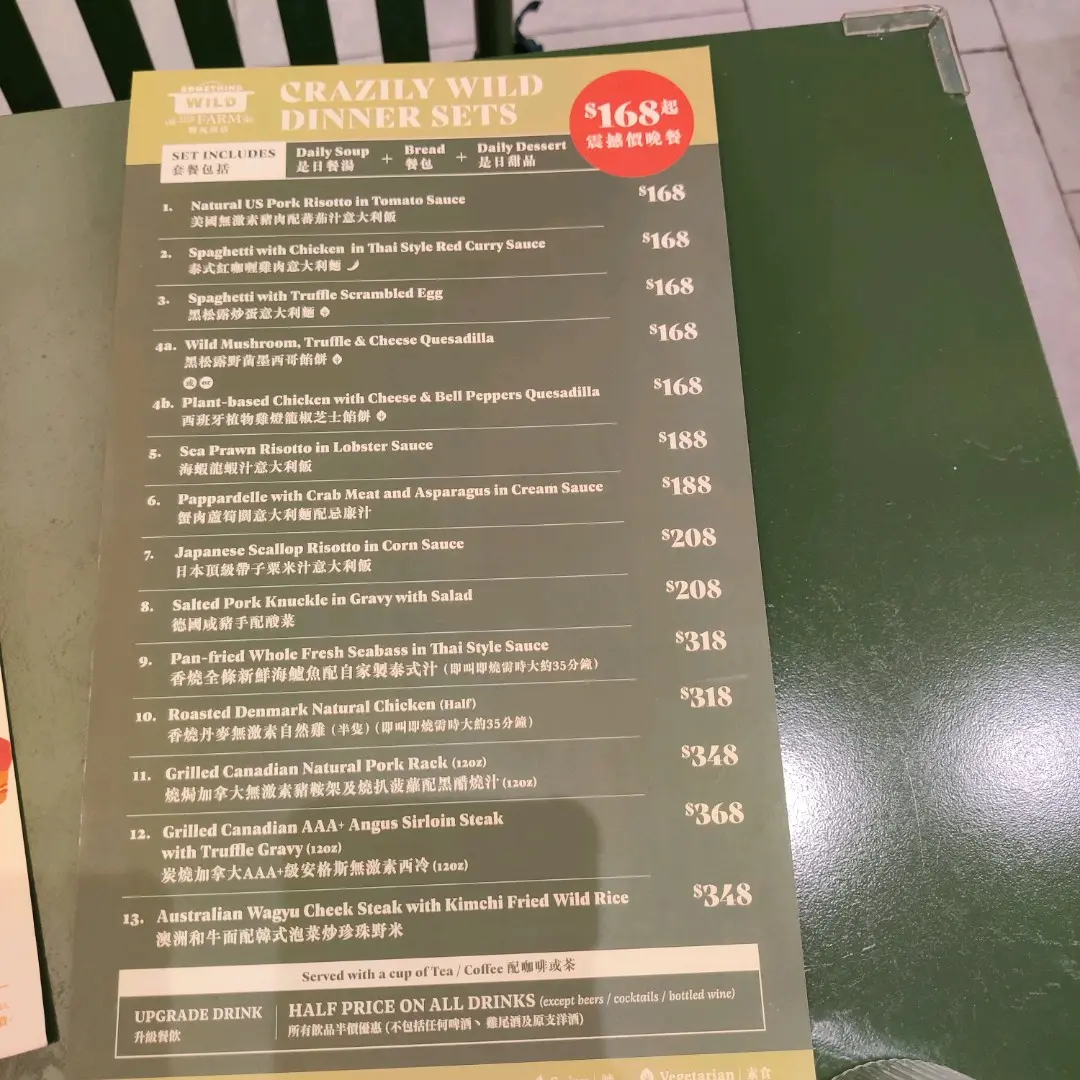 SOMETHING
WILD
FARM
CRAZILY WILD
DINNER SETS
$168起
震撼價晚餐
SET INCLUDES
套餐包括
Daily Soup + Bread + Daily Dessert
是日餐湯 餐包 是日甜品
1. Natural US Pork Risotto in Tomato Sauce $168
美國無激素豬肉配蕃茄汁意大利飯
2. Spaghetti with Chicken in Thai Style Red Curry Sauce $168
泰式紅咖喱雞肉意大利麵
3. Spaghetti with Truffle Scrambled Egg $168
黑松露炒蛋意大利麵
4a. Wild Mushroom, Truffle & Cheese Quesadilla $168
黑松露野菌墨西哥餡餅
或 or
4b. Plant-based Chicken with Cheese & Bell Peppers Quesadilla $168
西班牙植物雞燈籠椒芝士餡餅
5. Sea Prawn Risotto in Lobster Sauce $188
海蝦龍蝦汁意大利飯
6. Pappardelle with Crab Meat and Asparagus in Cream Sauce $188
蟹肉蘆筍闊意大利麵配忌廉汁
7. Japanese Scallop Risotto in Corn Sauce $208
日本頂級帶子粟米汁意大利飯
8. Salted Pork Knuckle in Gravy with Salad $208
德國咸豬手配酸菜
9. Pan-fried Whole Fresh Seabass in Thai Style Sauce $318
香燒全條新鮮海鱸魚配自家製泰式汁 (即叫即燒需時大約35分鐘)
10. Roasted Denmark Natural Chicken (Half) $318
香燒丹麥無激素自然雞 (半隻) (即叫即燒需時大約35分鐘)
11. Grilled Canadian Natural Pork Rack (12oz) $348
燒焗加拿大無激素豬鞍架及燒扒菠蘿配黑醋燒汁 (12oz)
12. Grilled Canadian AAA+ Angus Sirloin Steak $368
with Truffle Gravy (12oz)
炭燒加拿大AAA+級安格斯無激素西冷 (12oz)
13. Australian Wagyu Cheek Steak with Kimchi Fried Wild Rice $348
澳洲和牛面配韓式泡菜炒珍珠野米
Served with a cup of Tea / Coffee 配咖啡或茶
UPGRADE DRINK
升級餐飲
HALF PRICE ON ALL DRINKS (except beers / cocktails / bottled wine)
所有飲品半價優惠 (不包括任何啤酒、雞尾酒及原支洋酒)
Vegetarian | 素食